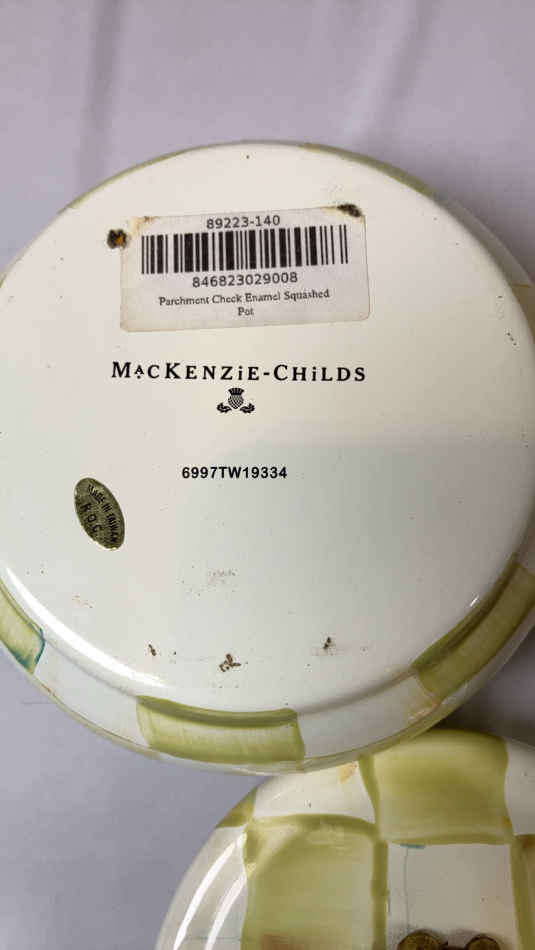 89223-140
846823029008
Parchment Check Enamel Squashed
Pot
MACKENZiE-CHiLDS
6997TW19334
MADE IN TAIWAN
R.O.C.